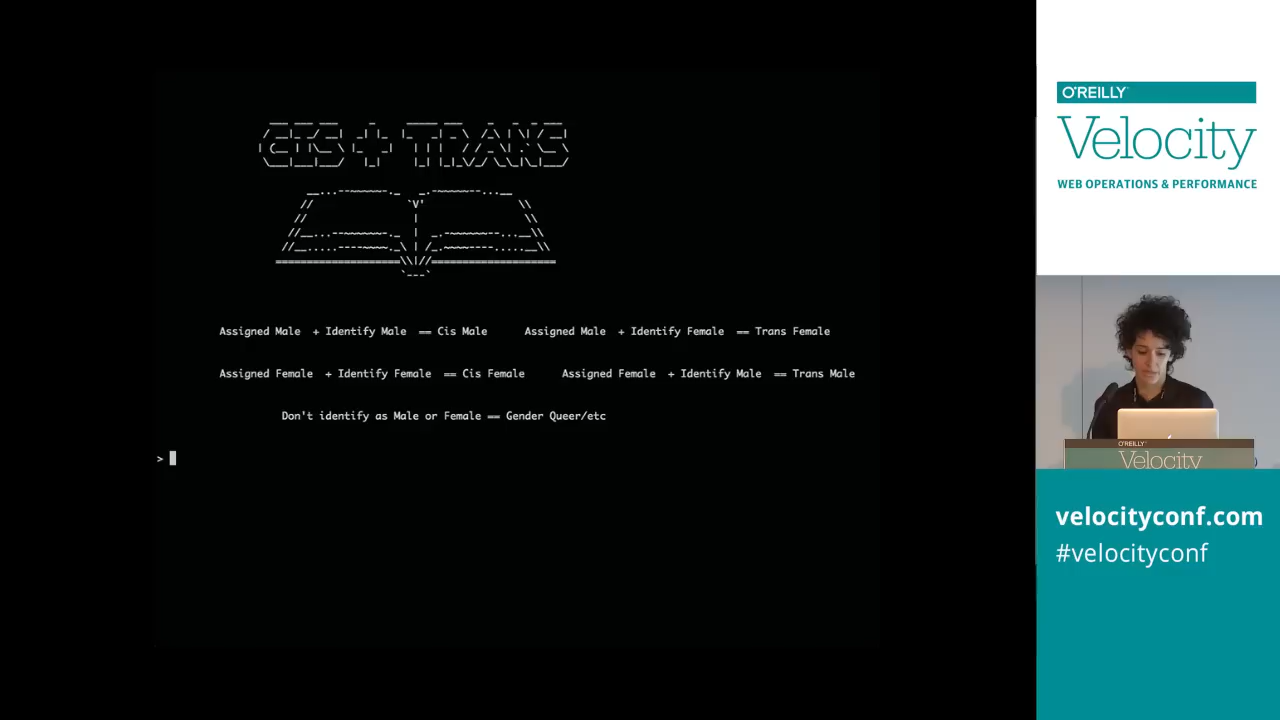 CIS + TRANS
Assigned Male + Identify Male == Cis Male Assigned Male + Identify Female == Trans Female
Assigned Female + Identify Female == Cis Female Assigned Female + Identify Male == Trans Male
Don't identify as Male or Female == Gender Queer/etc
>
O'REILLY
Velocity
WEB OPERATIONS & PERFORMANCE
O'REILLY
Velocity
velocityconf.com
#velocityconf